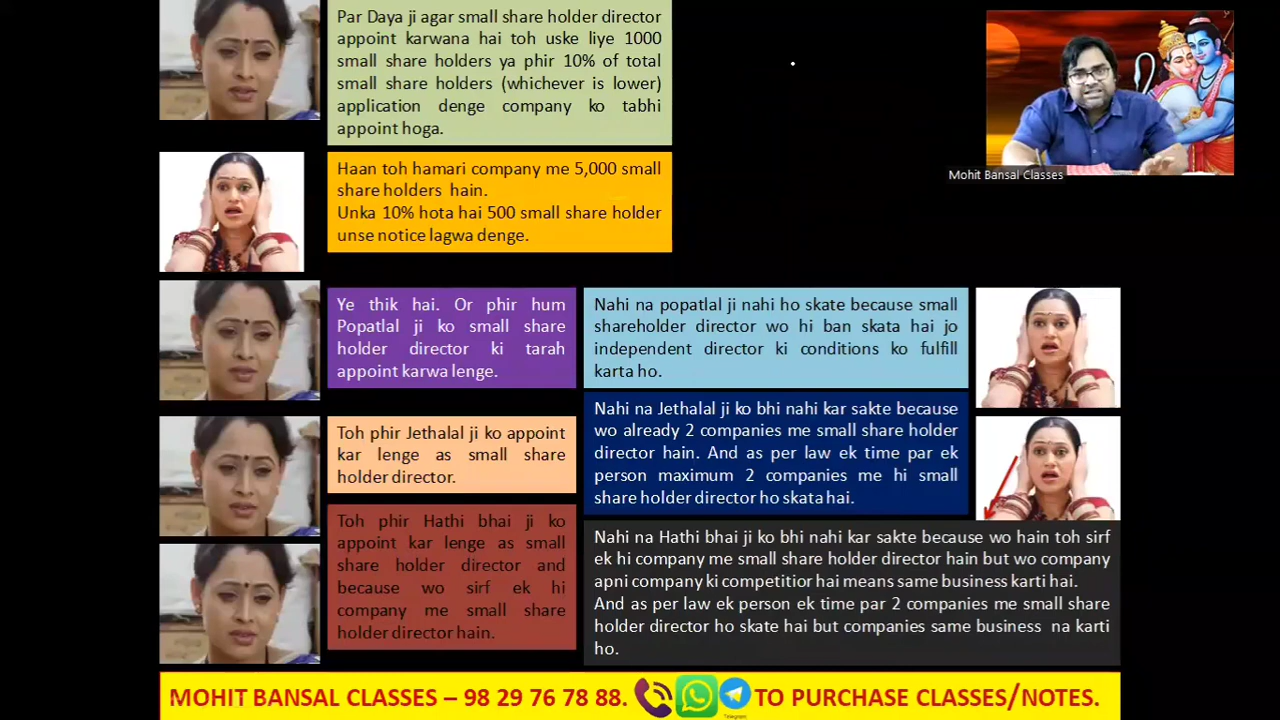 Par Daya ji agar small share holder director
appoint karwana hai toh uske liye 1000
small share holders ya phir 10% of total
small share holders (whichever is lower)
application denge company ko tabhi
appoint hoga.
Mohit Bansal Classes
Haan toh hamari company me 5,000 small
share holders hain.
Unka 10% hota hai 500 small share holder
unse notice lagwa denge.
Ye thik hai. Or phir hum
Popatlal ji ko small share
holder director ki tarah
appoint karwa lenge.
Nahi na popatlal ji nahi ho skate because small
shareholder director wo hi ban skata hai jo
independent director ki conditions ko fulfill
karta ho.
Toh phir Jethalal ji ko appoint
kar lenge as small share
holder director.
Nahi na Jethalal ji ko bhi nahi kar sakte because
wo already 2 companies me small share holder
director hain. And as per law ek time par ek
person maximum 2 companies me hi small
share holder director ho skata hai.
Toh phir Hathi bhai ji ko
appoint kar lenge as small
share holder director and
because wo sirf ek hi
company me small share
holder director hain.
Nahi na Hathi bhai ji ko bhi nahi kar sakte because wo hain toh sirf
ek hi company me small share holder director hain but wo company
apni company ki competitior hai means same business karti hai.
And as per law ek person ek time par 2 companies me small share
holder director ho skate hai but companies same business na karti
ho.
MOHIT BANSAL CLASSES – 98 29 76 78 88. TO PURCHASE CLASSES/NOTES.
Telegram